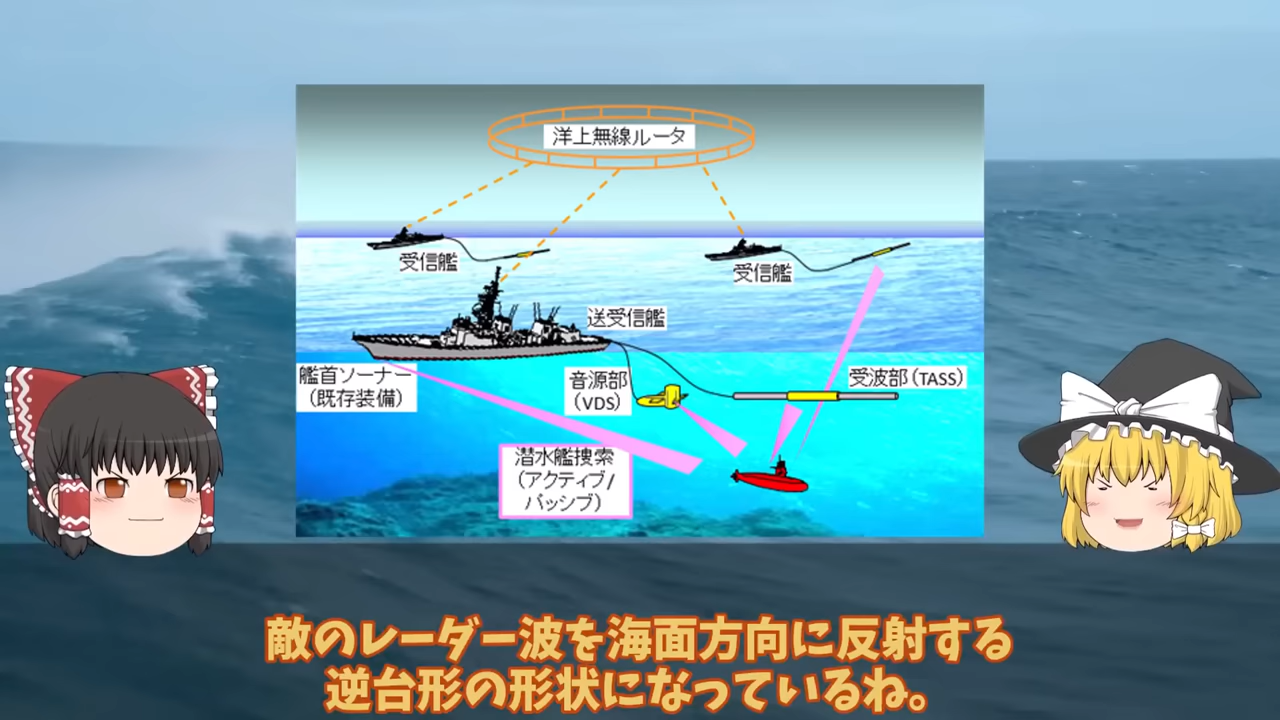 洋上無線ルータ
受信艦
受信艦
送受信艦
艦首ソーナー
(既存装備)
音源部
(VDS)
受波部(TASS)
潜水艦捜索
(アクティブ/
パッシブ)
敵のレーダー波を海面方向に反射する
逆台形の形状になっているね。